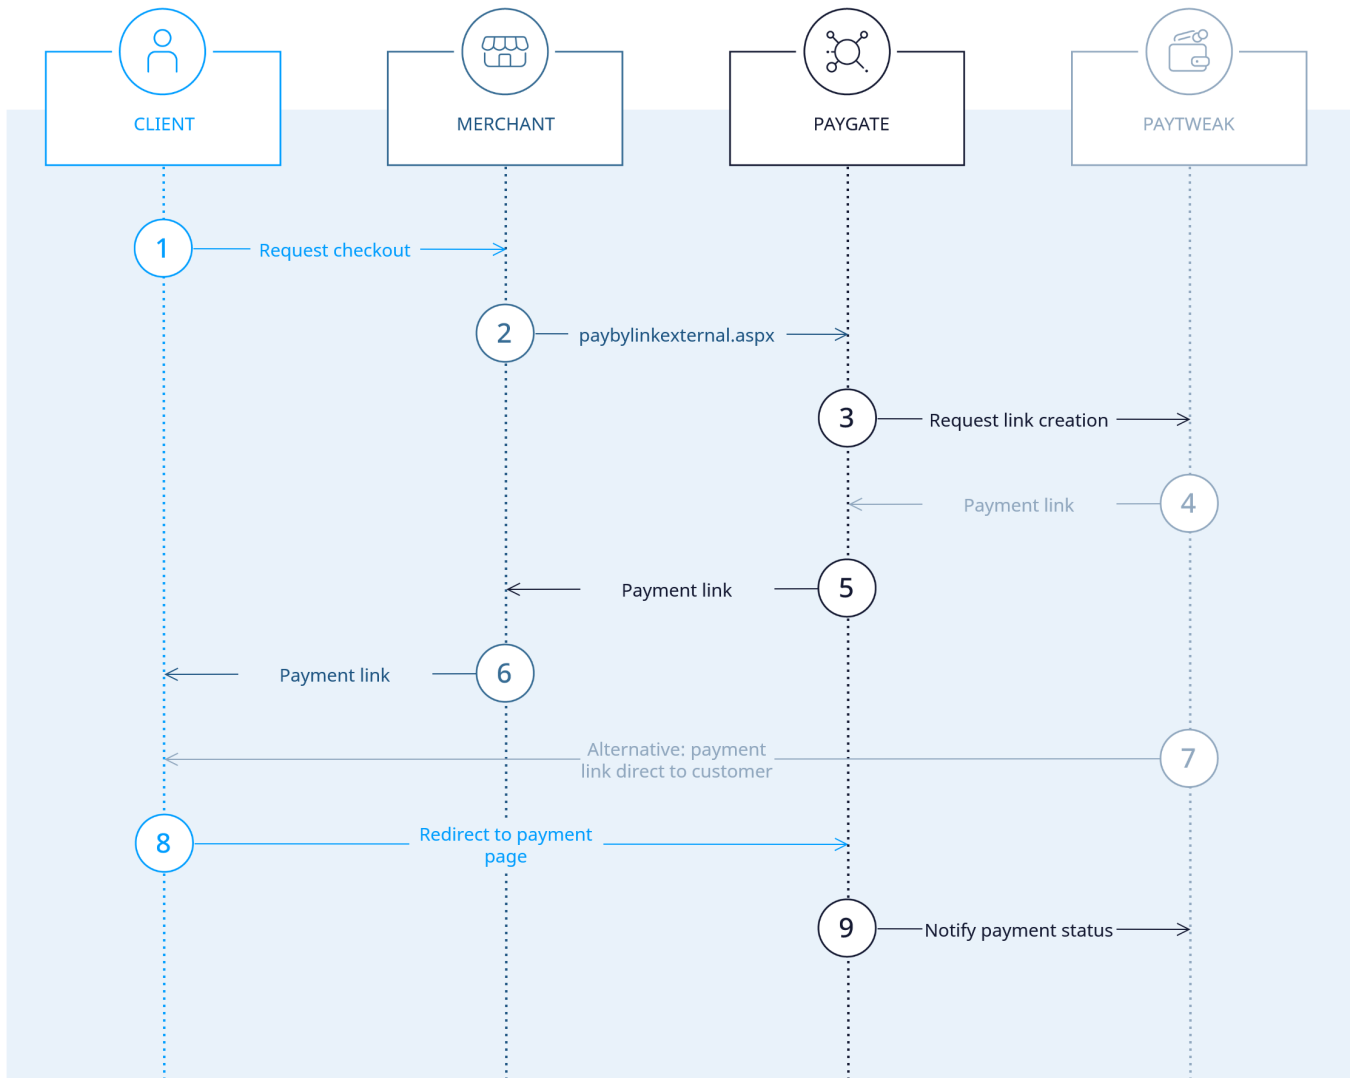 CLIENT
MERCHANT
PAYGATE
PAYTWEAK
1
Request checkout
2
paybylinkexternal.aspx
3
Request link creation
Payment link
4
Payment link
5
Payment link
6
Alternative: payment
link direct to customer
7
8
Redirect to payment
page
9
Notify payment status